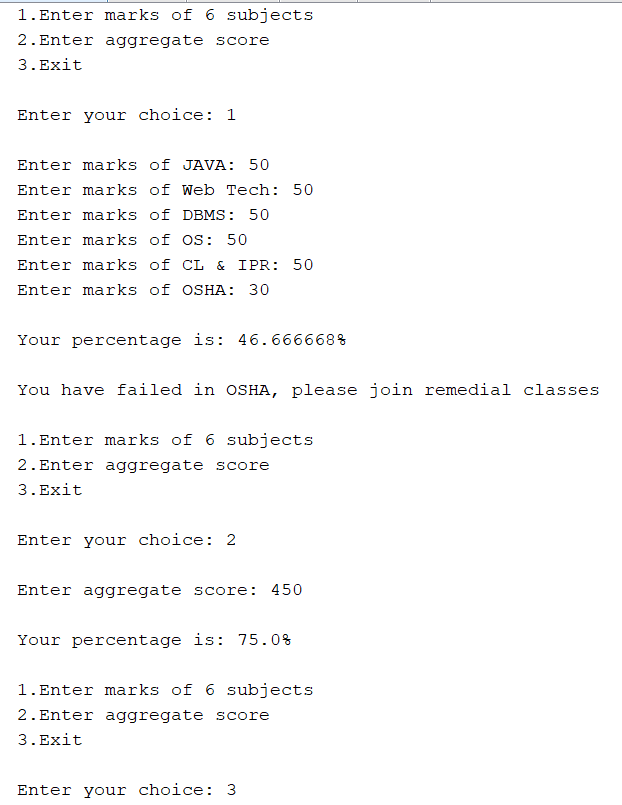 1.Enter marks of 6 subjects
2.Enter aggregate score
3.Exit
Enter your choice: 1
Enter marks of JAVA: 50
Enter marks of Web Tech: 50
Enter marks of DBMS: 50
Enter marks of OS: 50
Enter marks of CL & IPR: 50
Enter marks of OSHA: 30
Your percentage is: 46.666668%
You have failed in OSHA, please join remedial classes
1.Enter marks of 6 subjects
2.Enter aggregate score
3.Exit
Enter your choice: 2
Enter aggregate score: 450
Your percentage is: 75.0%
1.Enter marks of 6 subjects
2.Enter aggregate score
3.Exit
Enter your choice: 3